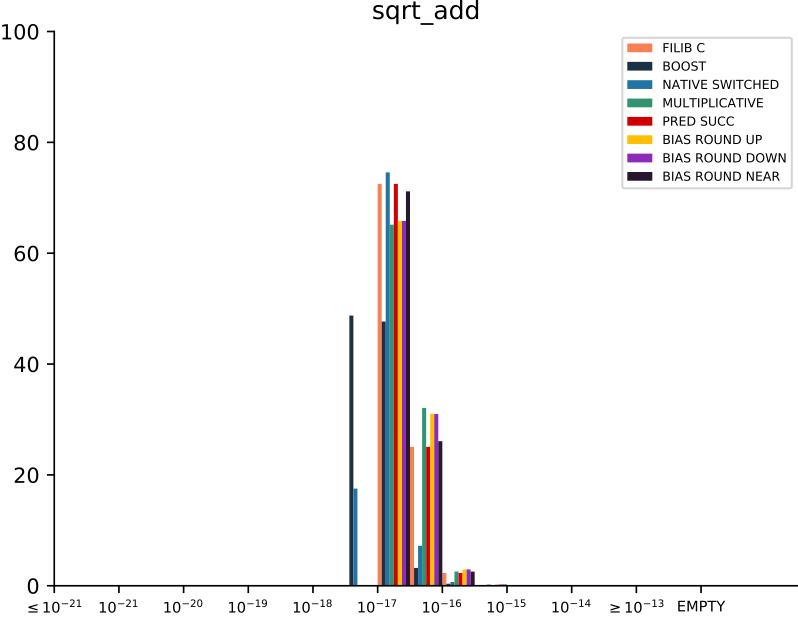 sqrt_add
100
80
60
40
20
0
FILIB C
BOOST
NATIVE SWITCHED
MULTIPLICATIVE
PRED SUCC
BIAS ROUND UP
BIAS ROUND DOWN
BIAS ROUND NEAR
≤ 10⁻²¹ 10⁻²¹ 10⁻²⁰ 10⁻¹⁹ 10⁻¹⁸ 10⁻¹⁷ 10⁻¹⁶ 10⁻¹⁵ 10⁻¹⁴ ≥ 10⁻¹³ EMPTY